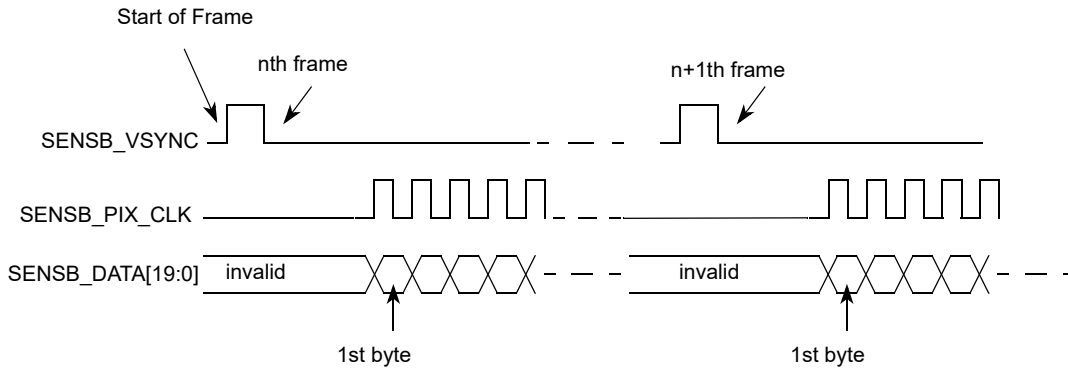 Start of Frame
nth frame
n+1th frame
SENSB_VSYNC
SENSB_PIX_CLK
SENSB_DATA[19:0]
invalid
invalid
1st byte
1st byte